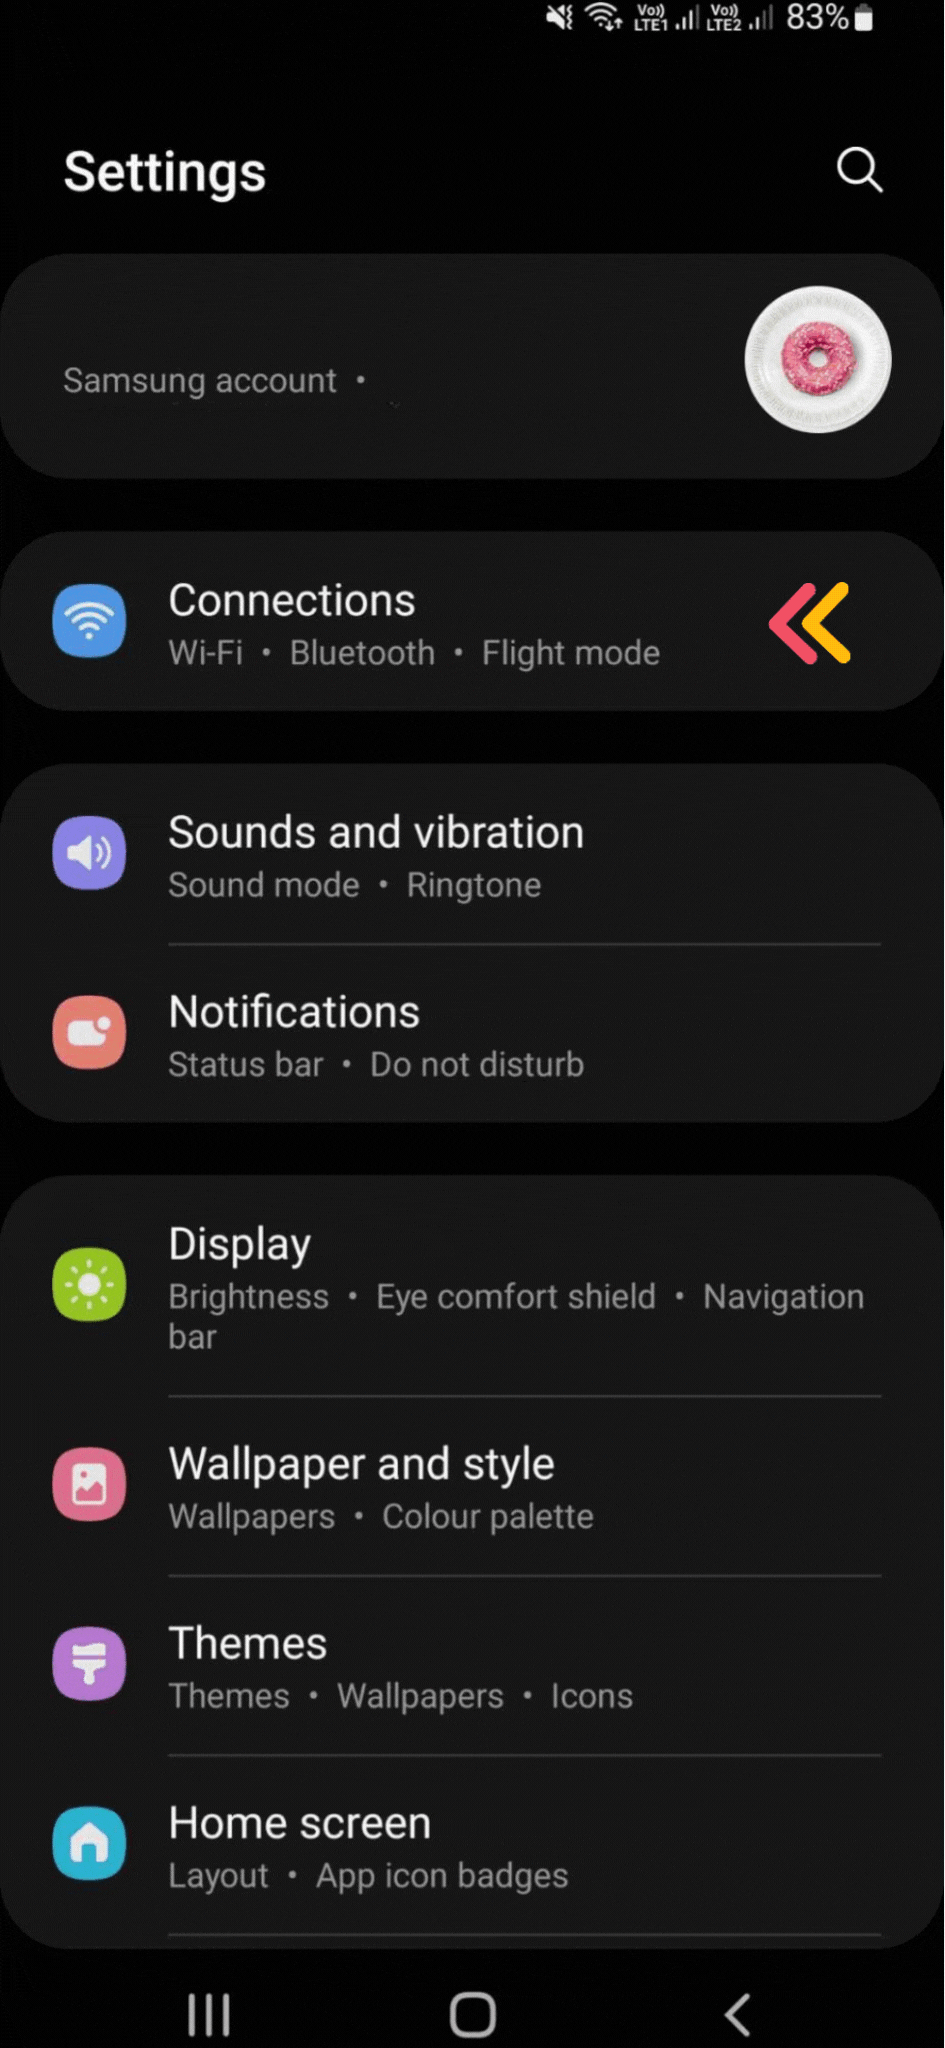 Vo)) LTE1 Vo)) LTE2 83%
Settings
Samsung account •
Connections
Wi-Fi • Bluetooth • Flight mode
Sounds and vibration
Sound mode • Ringtone
Notifications
Status bar • Do not disturb
Display
Brightness • Eye comfort shield • Navigation
bar
Wallpaper and style
Wallpapers • Colour palette
Themes
Themes • Wallpapers • Icons
Home screen
Layout • App icon badges